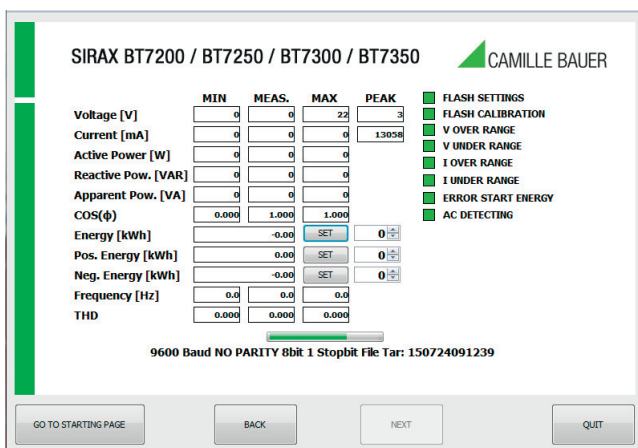 SIRAX BT7200 / BT7250 / BT7300 / BT7350 CAMILLE BAUER
MIN MEAS. MAX PEAK
Voltage [V] 0 0 22 3
Current [mA] 0 0 0 13058
Active Power [W] 0 0 0
Reactive Pow. [VAR] 0 0 0
Apparent Pow. [VA] 0 0 0
COS(ϕ) 0.000 1.000 1.000
Energy [kWh] -0.00 SET 0
Pos. Energy [kWh] 0.00 SET 0
Neg. Energy [kWh] -0.00 SET 0
Frequency [Hz] 0.0 0.0 0.0
THD 0.000 0.000 0.000
FLASH SETTINGS
FLASH CALIBRATION
V OVER RANGE
V UNDER RANGE
I OVER RANGE
I UNDER RANGE
ERROR START ENERGY
AC DETECTING
9600 Baud NO PARITY 8bit 1 Stopbit File Tar: 150724091239
GO TO STARTING PAGE BACK NEXT QUIT